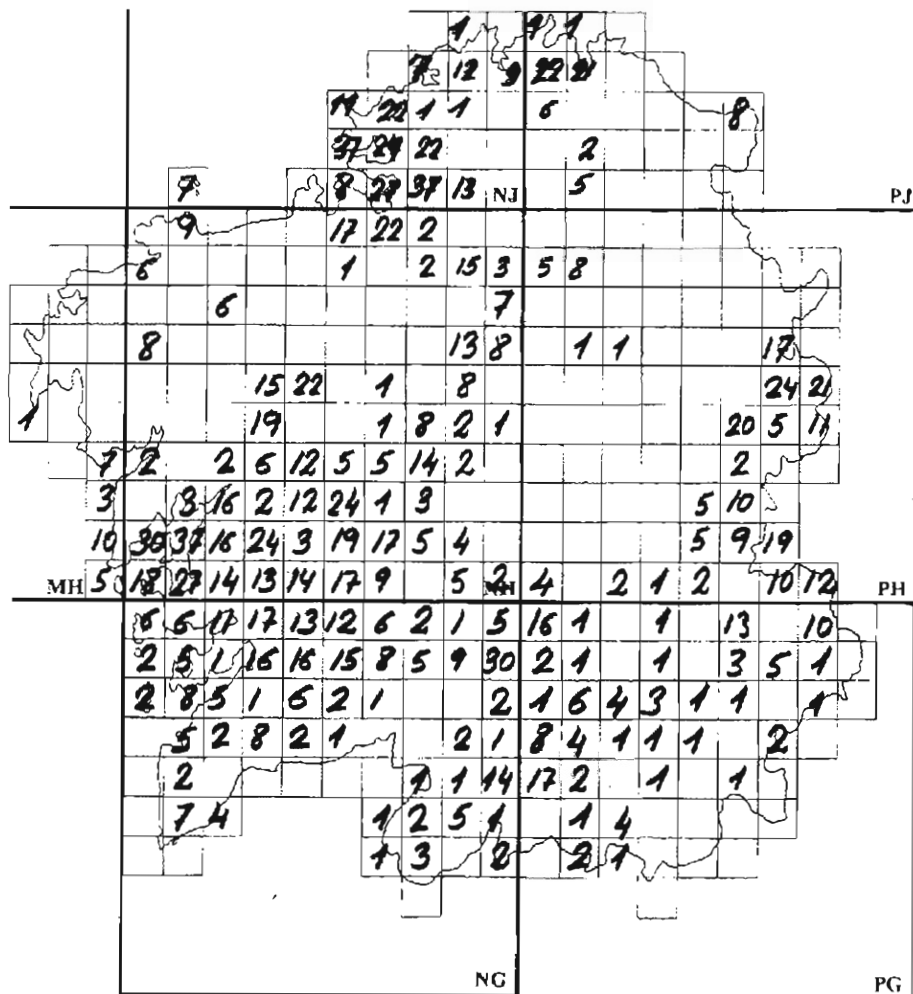 1 1 1
7 12 9 22 21
11 22 1 1 6 8
37 22 2
7 8 37 13 NJ 5 PJ
9 17 22 2
6 1 2 15 3 5 8
6 7
8 13 8 1 1 17
15 22 1 8 24 21
1 19 1 8 2 1 20 5 11
7 2 2 6 12 5 5 14 2 2
3 3 16 2 12 24 1 3 5 10
10 30 37 16 24 3 19 17 5 4 5 9 19
MH 5 18 27 14 13 14 17 9 5 NH 2 4 2 1 2 10 12 PH
6 6 17 17 13 12 6 2 1 5 16 1 1 13 10
2 5 1 16 16 15 8 5 9 30 2 1 1 3 5 1
2 8 5 1 6 2 1 2 1 6 4 3 1 1 1
5 2 8 2 1 2 1 8 4 1 1 1 2
2 1 1 14 17 2 1 1
7 4 1 2 5 1 1 4
1 3 2 2 1
NG PG